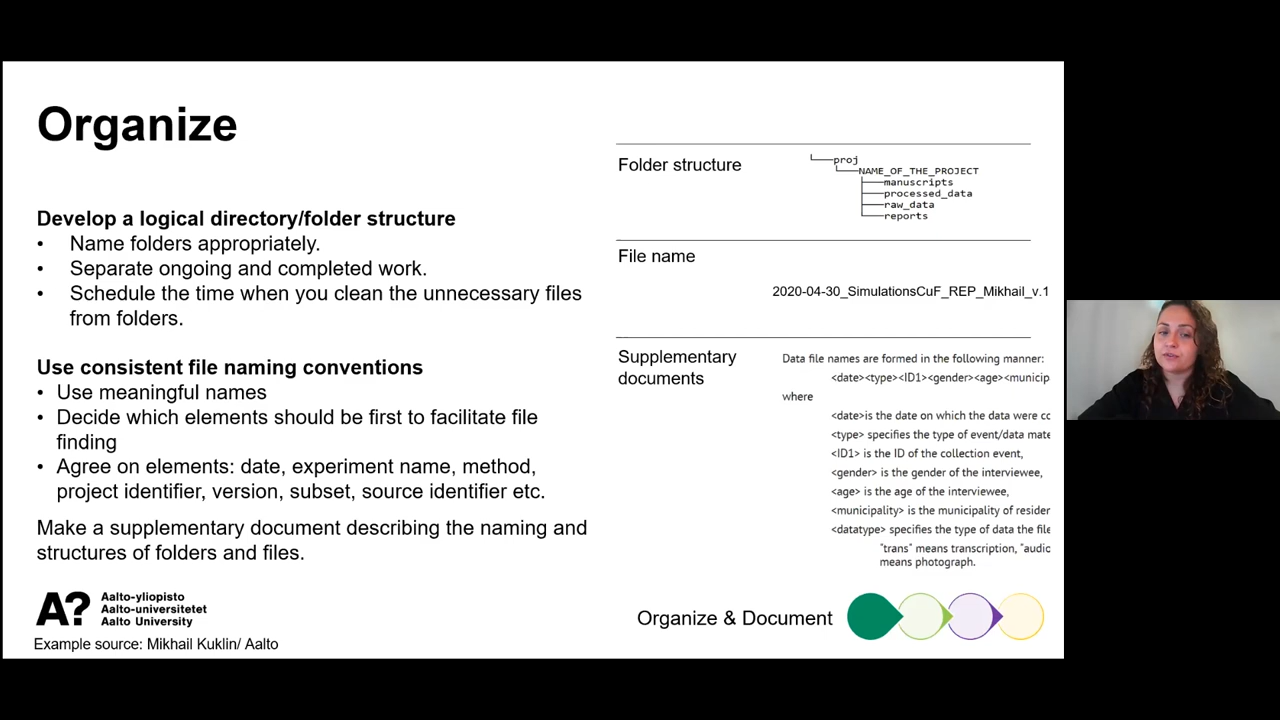 Organize
Develop a logical directory/folder structure
• Name folders appropriately.
• Separate ongoing and completed work.
• Schedule the time when you clean the unnecessary files
from folders.
Use consistent file naming conventions
• Use meaningful names
• Decide which elements should be first to facilitate file
finding
• Agree on elements: date, experiment name, method,
project identifier, version, subset, source identifier etc.
Make a supplementary document describing the naming and
structures of folders and files.
A?
Aalto-yliopisto
Aalto-universitetet
Aalto University
Example source: Mikhail Kuklin/ Aalto
Folder structure
proj
NAME_OF_THE_PROJECT
manuscripts
processed_data
raw_data
reports
File name
2020-04-30_SimulationsCuF_REP_Mikhail_v.1
Supplementary
documents
Data file names are formed in the following manner:
<date><type><ID1><gender><age><municip
where
<date>is the date on which the data were cc
<type> specifies the type of event/data mate
<ID1> is the ID of the collection event,
<gender> is the gender of the interviewee,
<age> is the age of the interviewee,
<municipality> is the municipality of resider
<datatype> specifies the type of data the file
"trans" means transcription, "audio
means photograph.
Organize & Document